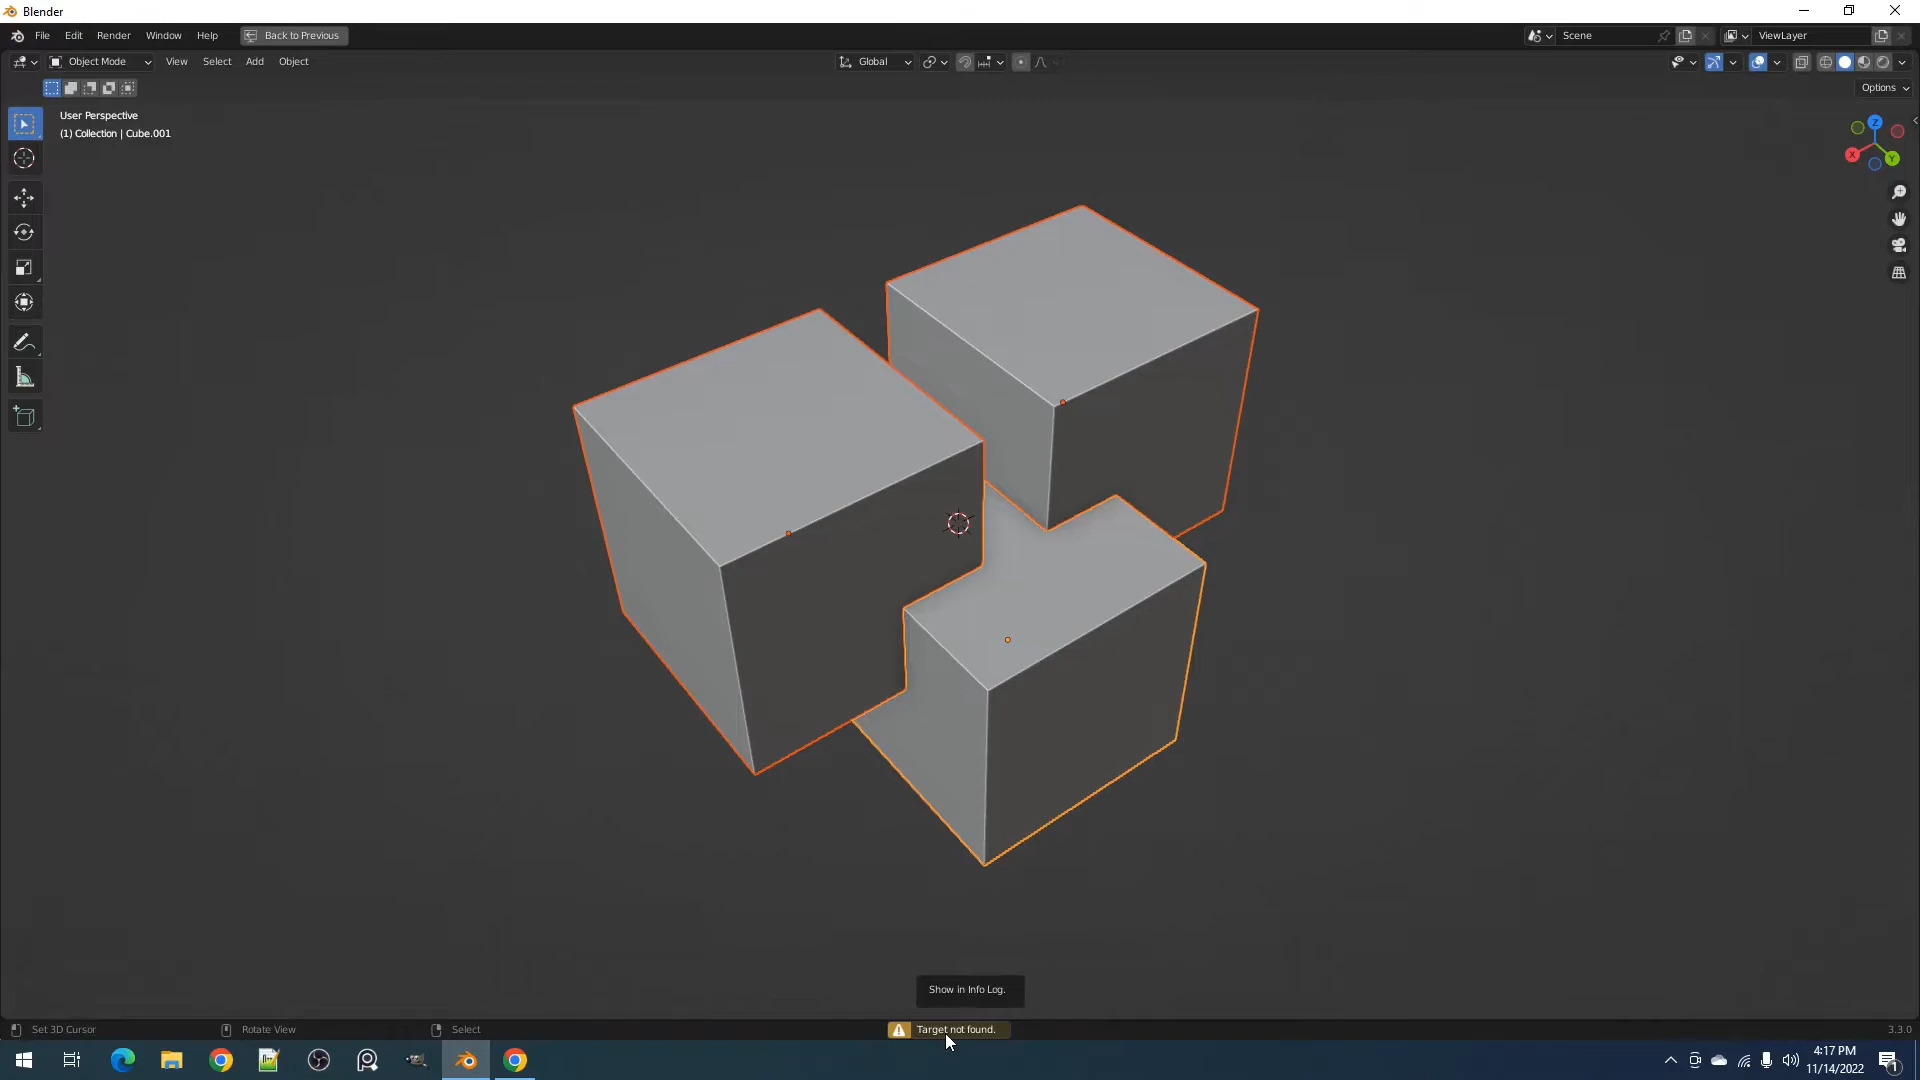 Blender
File Edit Render Window Help Back to Previous Scene ViewLayer
Object Mode View Select Add Object Global
Options
User Perspective
(1) Collection | Cube.001
Z
X Y
Show in Info Log.
Set 3D Cursor Rotate View Select Target not found. 3.3.0
4:17 PM
11/14/2022
1